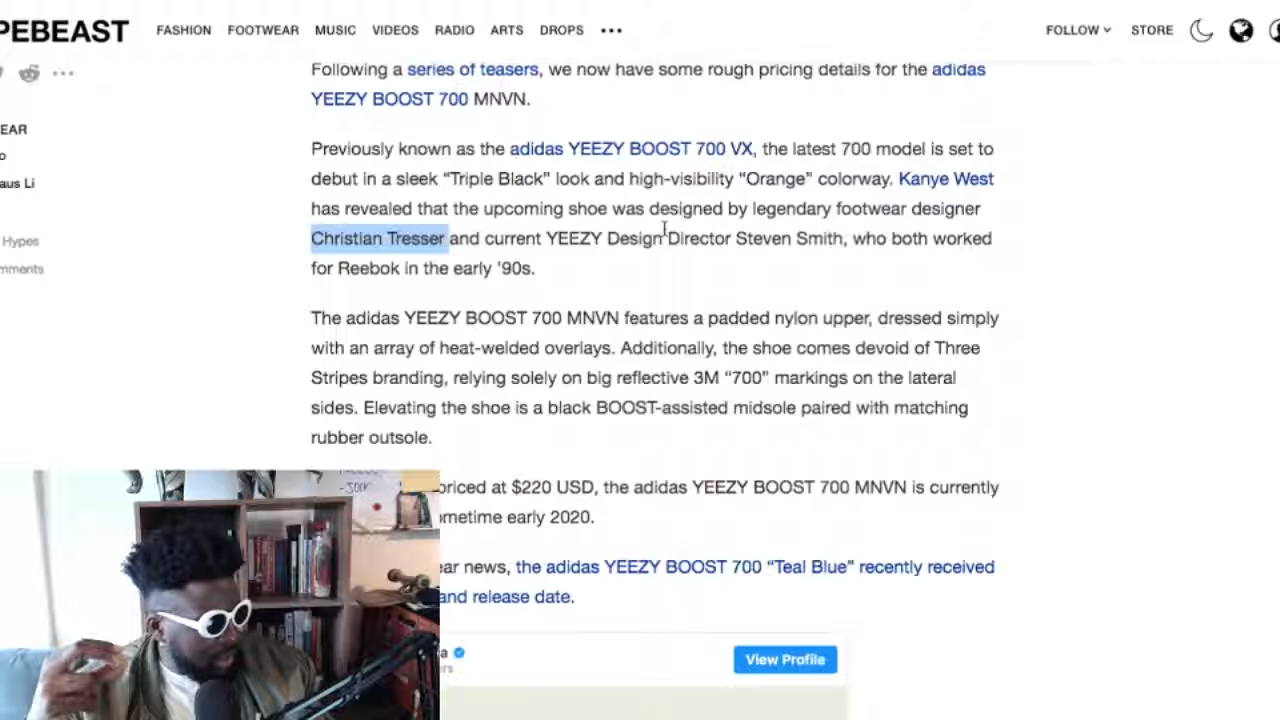 PEBEAST FASHION FOOTWEAR MUSIC VIDEOS RADIO ARTS DROPS ••• FOLLOW STORE
Following a series of teasers, we now have some rough pricing details for the adidas
YEEZY BOOST 700 MNVN.
EAR
Previously known as the adidas YEEZY BOOST 700 VX, the latest 700 model is set to
o
debut in a sleek “Triple Black” look and high-visibility “Orange” colorway. Kanye West
aus Li
has revealed that the upcoming shoe was designed by legendary footwear designer
Christian Tresser and current YEEZY Design Director Steven Smith, who both worked
Hypes
for Reebok in the early '90s.
mments
The adidas YEEZY BOOST 700 MNVN features a padded nylon upper, dressed simply
with an array of heat-welded overlays. Additionally, the shoe comes devoid of Three
Stripes branding, relying solely on big reflective 3M “700” markings on the lateral
sides. Elevating the shoe is a black BOOST-assisted midsole paired with matching
rubber outsole.
priced at $220 USD, the adidas YEEZY BOOST 700 MNVN is currently
ometime early 2020.
ear news, the adidas YEEZY BOOST 700 “Teal Blue” recently received
and release date.
a
rs
View Profile